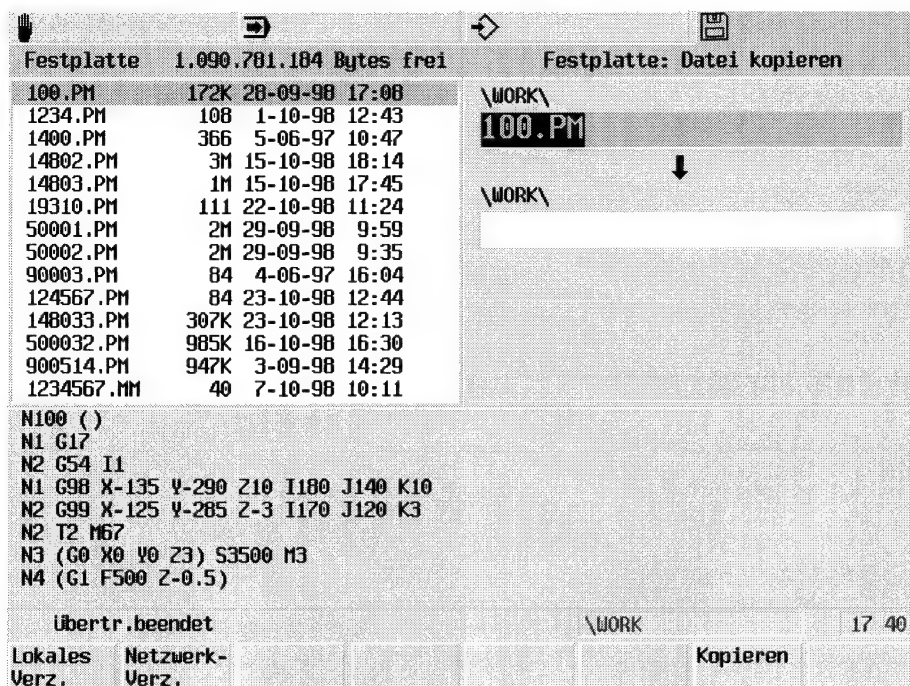 Festplatte 1.090.781.184 Bytes frei
Festplatte: Datei kopieren
100.PM 172K 28-09-98 17:08
1234.PM 108 1-10-98 12:43
1400.PM 366 5-06-97 10:47
14802.PM 3M 15-10-98 18:14
14803.PM 1M 15-10-98 17:45
19310.PM 111 22-10-98 11:24
50001.PM 2M 29-09-98 9:59
50002.PM 2M 29-09-98 9:35
90003.PM 84 4-06-97 16:04
124567.PM 84 23-10-98 12:44
148033.PM 307K 23-10-98 12:13
500032.PM 985K 16-10-98 16:30
900514.PM 947K 3-09-98 14:29
1234567.MM 40 7-10-98 10:11
\WORK\
100.PM
\WORK\
N100 ()
N1 G17
N2 G54 I1
N1 G98 X-135 Y-290 Z10 I180 J140 K10
N2 G99 X-125 Y-285 Z-3 I170 J120 K3
N2 T2 M67
N3 (G0 X0 Y0 Z3) S3500 M3
N4 (G1 F500 Z-0.5)
Übertr.beendet \WORK 17 40
Lokales Verz.
Netzwerk-Verz.
Kopieren